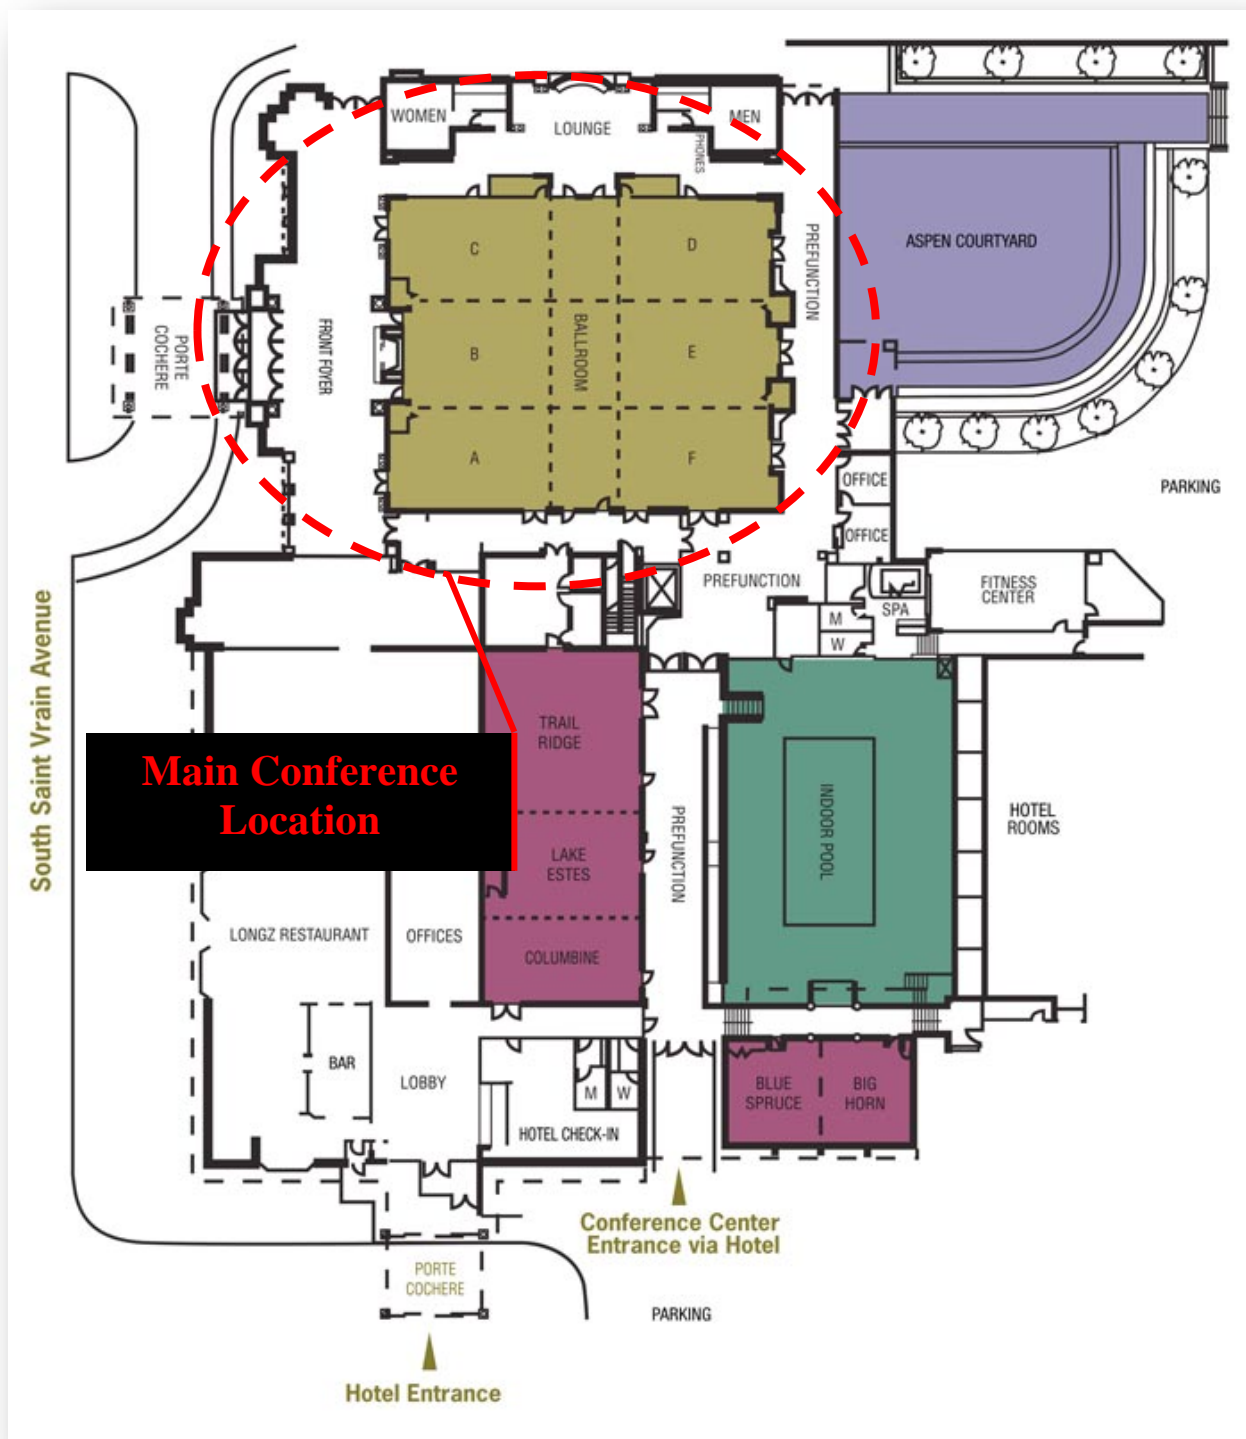 WOMEN
LOUNGE
MEN
PHONES
C
D
PREFUNCTION
ASPEN COURTYARD
PORTE
COCHERE
FRONT FOYER
B
BALLROOM
E
A
F
OFFICE
PARKING
OFFICE
PREFUNCTION
SPA
FITNESS
CENTER
M
W
South Saint Vrain Avenue
TRAIL
RIDGE
Main Conference
Location
INDOOR POOL
HOTEL
ROOMS
PREFUNCTION
LAKE
ESTES
LONGZ RESTAURANT
OFFICES
COLUMBINE
BAR
LOBBY
M
W
BLUE
SPRUCE
BIG
HORN
HOTEL CHECK-IN
Conference Center
Entrance via Hotel
PORTE
COCHERE
PARKING
Hotel Entrance